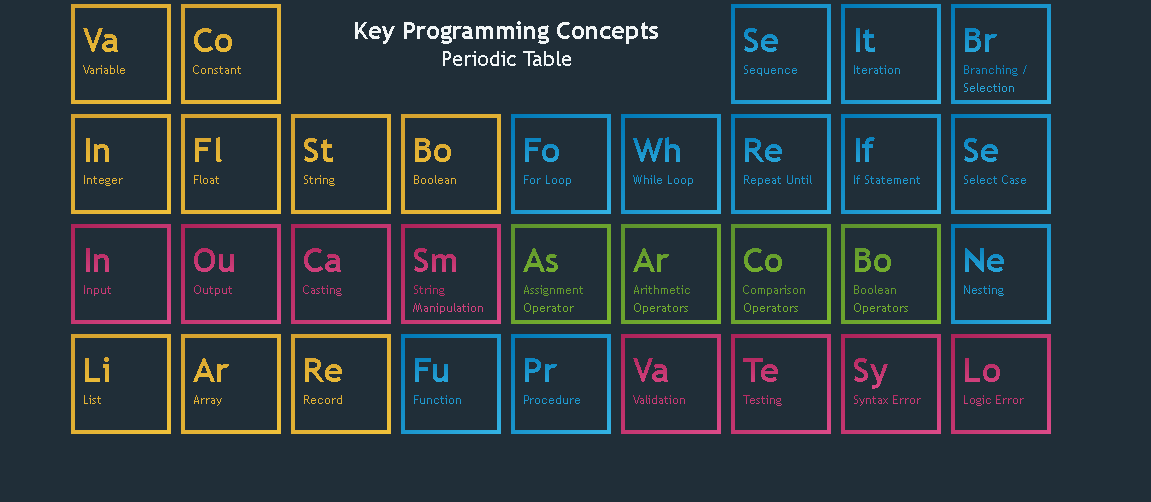 Key Programming Concepts
Periodic Table
Va
Variable
Co
Constant
Se
Sequence
It
Iteration
Br
Branching /
Selection
In
Integer
Fl
Float
St
String
Bo
Boolean
Fo
For Loop
Wh
While Loop
Re
Repeat Until
If
If Statement
Se
Select Case
In
Input
Ou
Output
Ca
Casting
Sm
String
Manipulation
As
Assignment
Operator
Ar
Arithmetic
Operators
Co
Comparison
Operators
Bo
Boolean
Operators
Ne
Nesting
Li
List
Ar
Array
Re
Record
Fu
Function
Pr
Procedure
Va
Validation
Te
Testing
Sy
Syntax Error
Lo
Logic Error